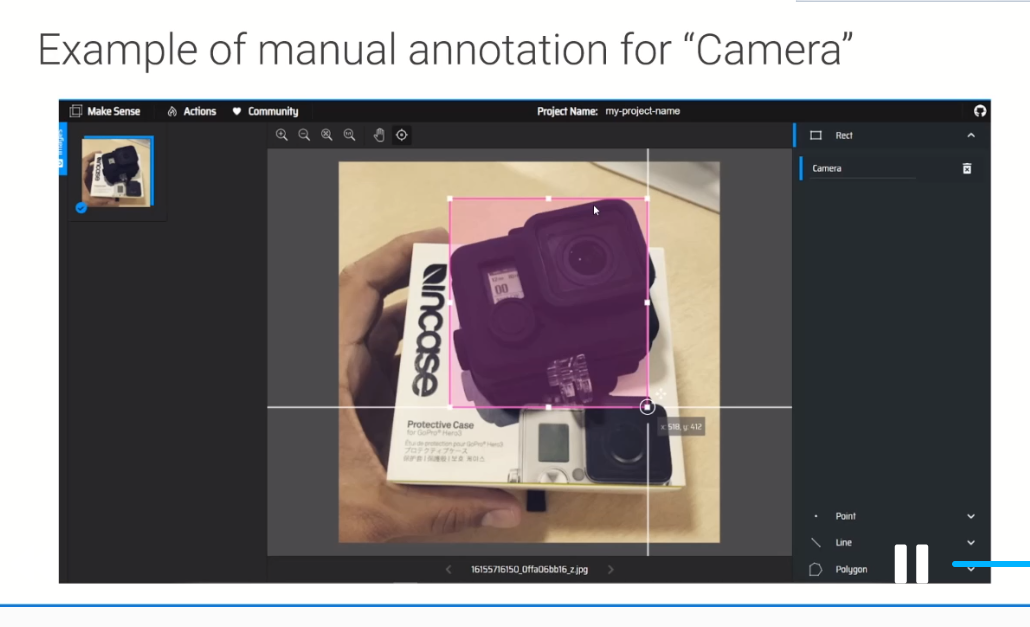 Example of manual annotation for “Camera”
Make Sense Actions Community Project Name: my-project-name
Images
Rect
Camera
00
INCASE
Protective Case
for GoPro® Hero3
x: 518, y: 412
Point
Line
16155716150_0ffa06bb16_z.jpg
Polygon